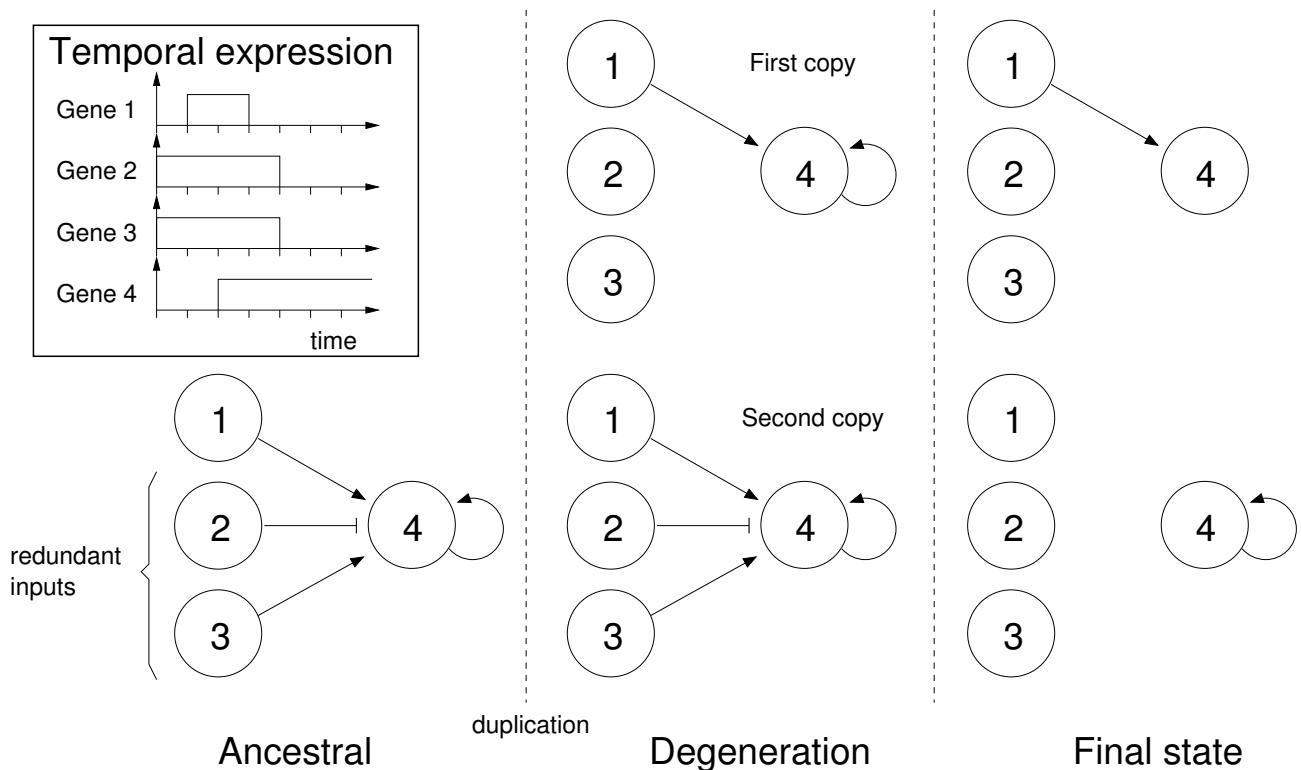 Temporal expression
Gene 1
Gene 2
Gene 3
Gene 4
time
1
2
3
4
redundant
inputs
Ancestral
duplication
1
First copy
2
4
3
1
Second copy
2
4
3
Degeneration
1
2
4
3
1
2
4
3
Final state